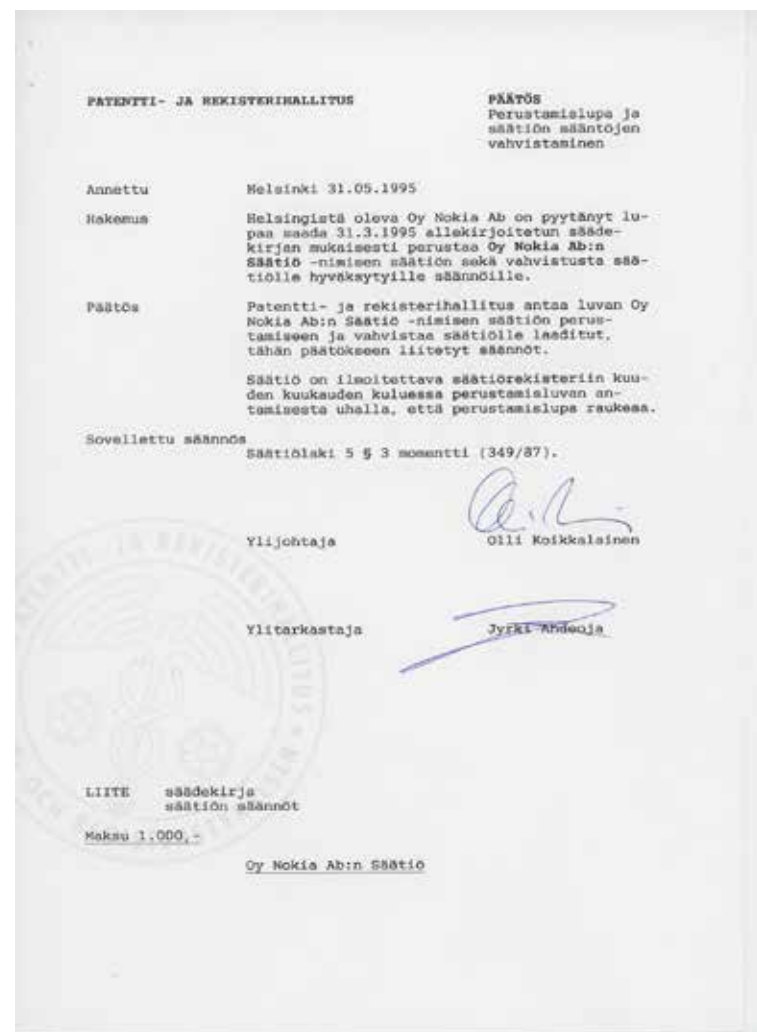 PATENTTI- JA REKISTERIHALLITUS
PÄÄTÖS
Perustamislupa ja
säätiön sääntöjen
vahvistaminen
Annettu Helsinki 31.05.1995
Hakemus Helsingistä oleva Oy Nokia Ab on pyytänyt lu-
paa saada 31.3.1995 allekirjoitetun sääde-
kirjan mukaisesti perustaa Oy Nokia Ab:n
Säätiö -nimisen säätiön sekä vahvistusta sää-
tiölle hyväksytyille säännöille.
Päätös Patentti- ja rekisterihallitus antaa luvan Oy
Nokia Ab:n Säätiö -nimisen säätiön perus-
tamiseen ja vahvistaa säätiölle laaditut,
tähän päätökseen liitetyt säännöt.
Säätiö on ilmoitettava säätiörekisteriin kuu-
den kuukauden kuluessa perustamisluvan an-
tamisesta uhalla, että perustamislupa raukeaa.
Sovellettu säännös
Säätiölaki 5 § 3 momentti (349/87).
Ylijohtaja Olli Koikkalainen
Ylitarkastaja Jyrki Ahdeoja
JA REKISTERIHALLITUS
OCH
LIITE säädekirja
säätiön säännöt
Maksu 1.000,-
Oy Nokia Ab:n Säätiö